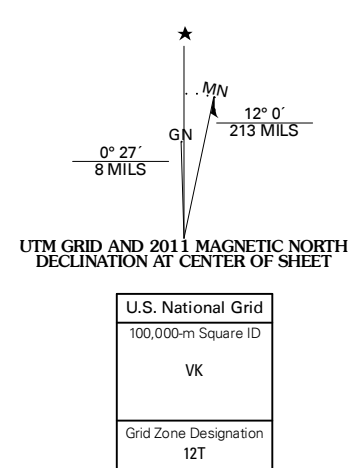 ★
MN
12° 0´
GN
213 MILS
0° 27´
8 MILS
UTM GRID AND 2011 MAGNETIC NORTH
DECLINATION AT CENTER OF SHEET
U.S. National Grid
100,000-m Square ID
VK
Grid Zone Designation
12T